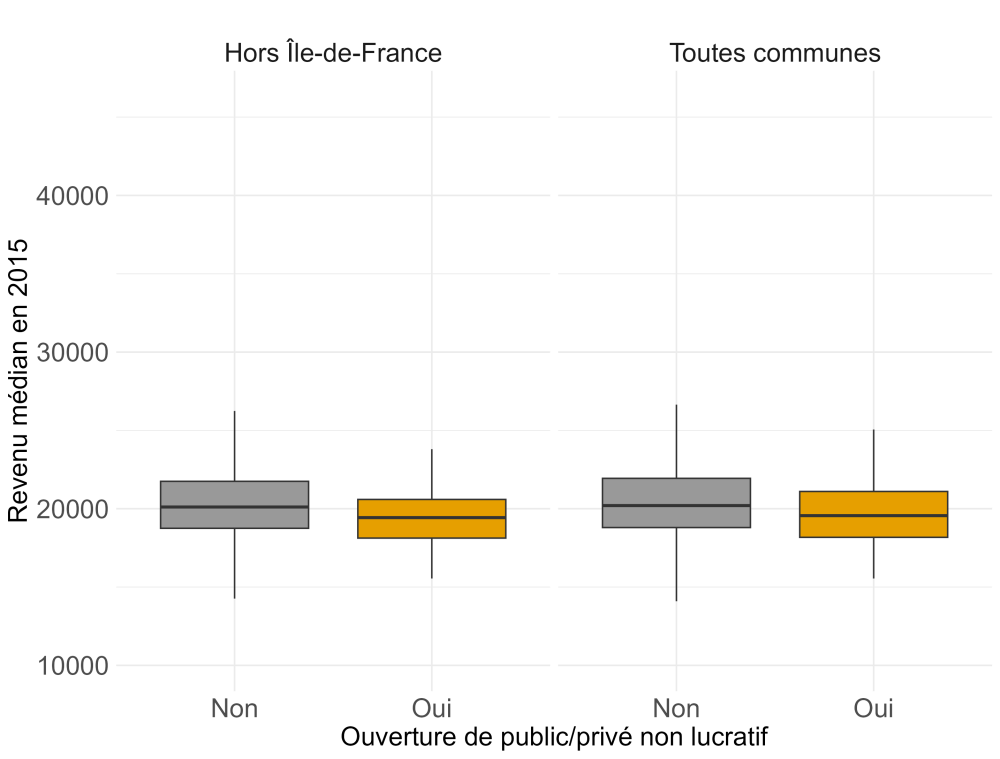 Hors Île-de-France
Toutes communes
Revenu médian en 2015
40000
30000
20000
10000
Non
Oui
Non
Oui
Ouverture de public/privé non lucratif